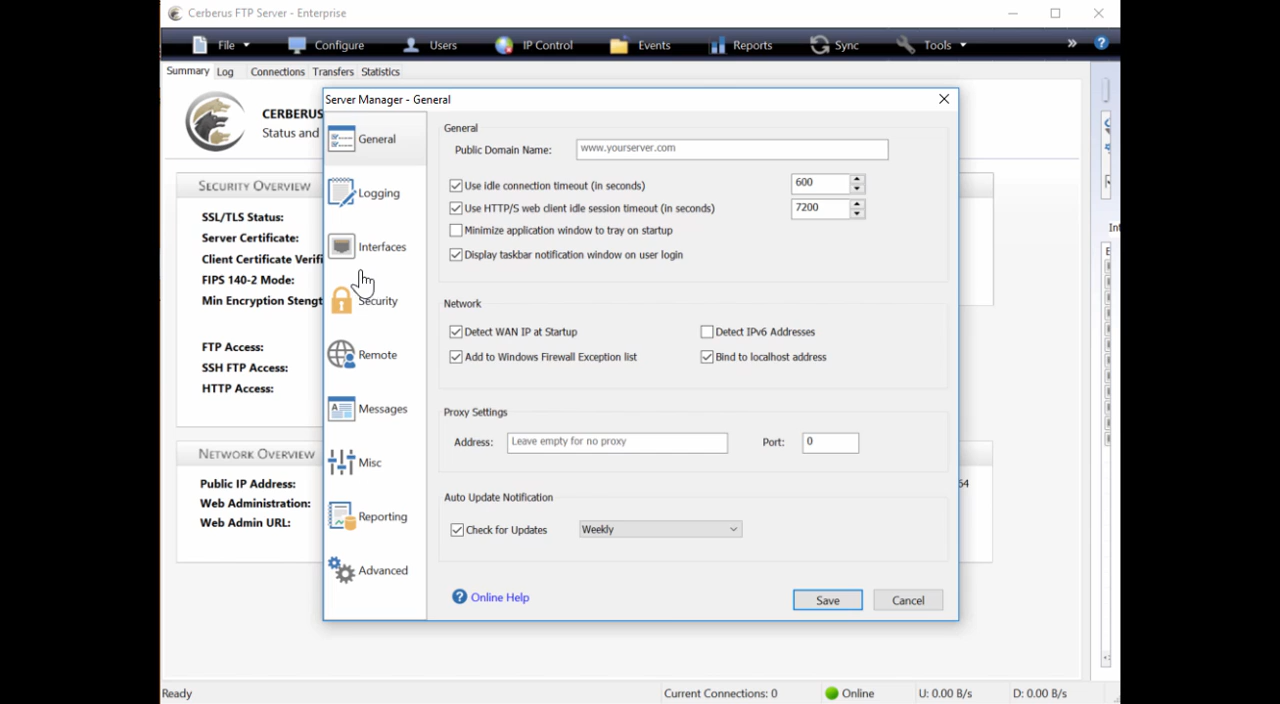 Cerberus FTP Server - Enterprise
File Configure Users IP Control Events Reports Sync Tools » ?
Summary Log Connections Transfers Statistics
Server Manager - General
CERBERUS
Status and
SECURITY OVERVIEW
SSL/TLS Status:
Server Certificate:
Client Certificate Verifi
FIPS 140-2 Mode:
Min Encryption Stengt
FTP Access:
SSH FTP Access:
HTTP Access:
NETWORK OVERVIEW
Public IP Address:
Web Administration:
Web Admin URL:
General
Logging
Interfaces
Security
Remote
Messages
Misc
Reporting
Advanced
General
Public Domain Name: www.yourserver.com
Use idle connection timeout (in seconds) 600
Use HTTP/S web client idle session timeout (in seconds) 7200
Minimize application window to tray on startup
Display taskbar notification window on user login
Network
Detect WAN IP at Startup Detect IPv6 Addresses
Add to Windows Firewall Exception list Bind to localhost address
Proxy Settings
Address: Leave empty for no proxy Port: 0
Auto Update Notification
Check for Updates Weekly
? Online Help Save Cancel
64
Int
E
Ready Current Connections: 0 Online U: 0.00 B/s D: 0.00 B/s